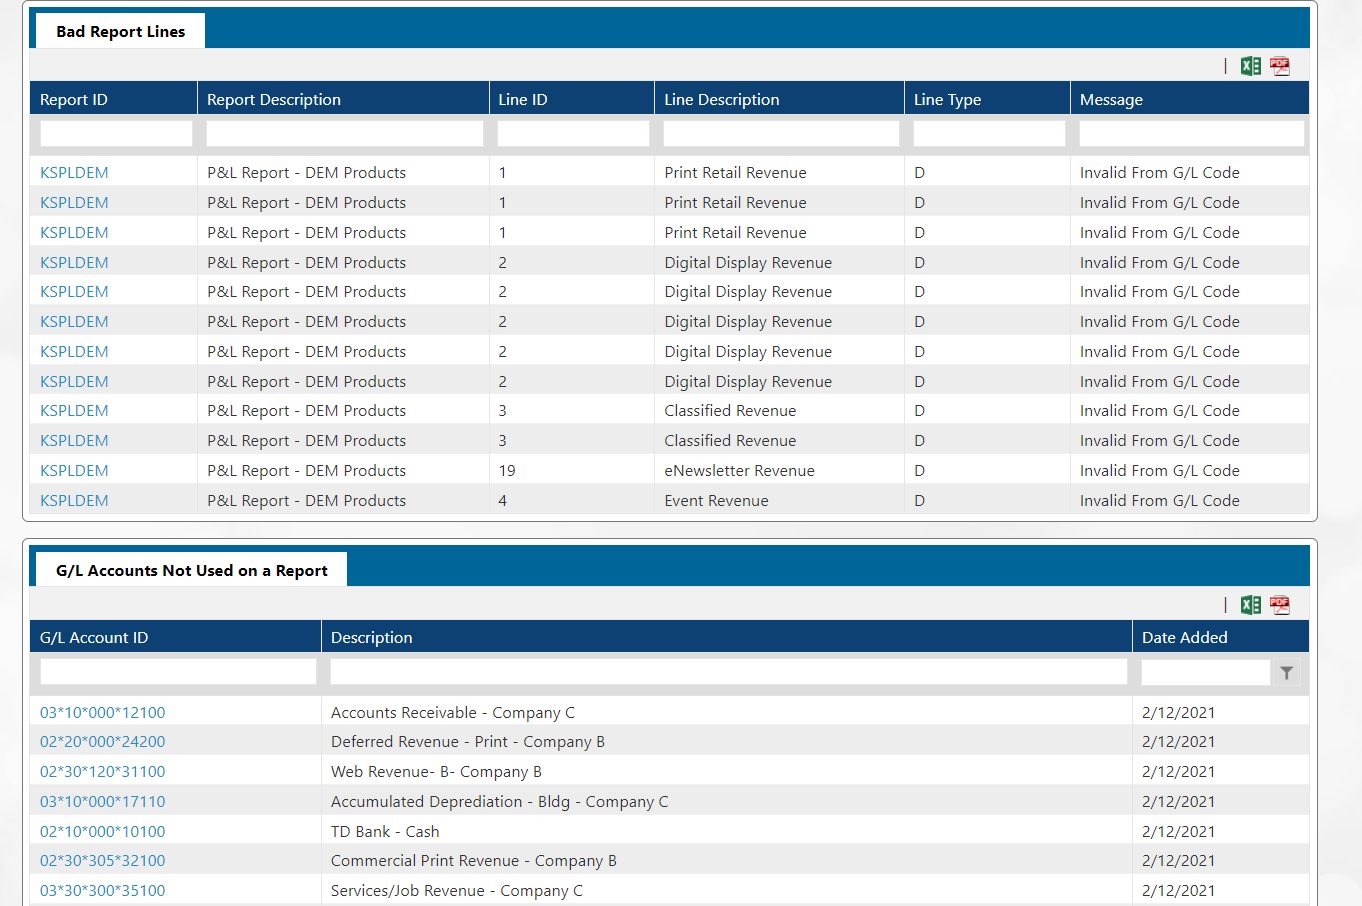 Bad Report Lines
|
Report ID Report Description Line ID Line Description Line Type Message
KSPLDEM P&L Report - DEM Products 1 Print Retail Revenue D Invalid From G/L Code
KSPLDEM P&L Report - DEM Products 1 Print Retail Revenue D Invalid From G/L Code
KSPLDEM P&L Report - DEM Products 1 Print Retail Revenue D Invalid From G/L Code
KSPLDEM P&L Report - DEM Products 2 Digital Display Revenue D Invalid From G/L Code
KSPLDEM P&L Report - DEM Products 2 Digital Display Revenue D Invalid From G/L Code
KSPLDEM P&L Report - DEM Products 2 Digital Display Revenue D Invalid From G/L Code
KSPLDEM P&L Report - DEM Products 2 Digital Display Revenue D Invalid From G/L Code
KSPLDEM P&L Report - DEM Products 2 Digital Display Revenue D Invalid From G/L Code
KSPLDEM P&L Report - DEM Products 3 Classified Revenue D Invalid From G/L Code
KSPLDEM P&L Report - DEM Products 3 Classified Revenue D Invalid From G/L Code
KSPLDEM P&L Report - DEM Products 19 eNewsletter Revenue D Invalid From G/L Code
KSPLDEM P&L Report - DEM Products 4 Event Revenue D Invalid From G/L Code
G/L Accounts Not Used on a Report
|
G/L Account ID Description Date Added
03*10*000*12100 Accounts Receivable - Company C 2/12/2021
02*20*000*24200 Deferred Revenue - Print - Company B 2/12/2021
02*30*120*31100 Web Revenue- B- Company B 2/12/2021
03*10*000*17110 Accumulated Deprediation - Bldg - Company C 2/12/2021
02*10*000*10100 TD Bank - Cash 2/12/2021
02*30*305*32100 Commercial Print Revenue - Company B 2/12/2021
03*30*300*35100 Services/Job Revenue - Company C 2/12/2021